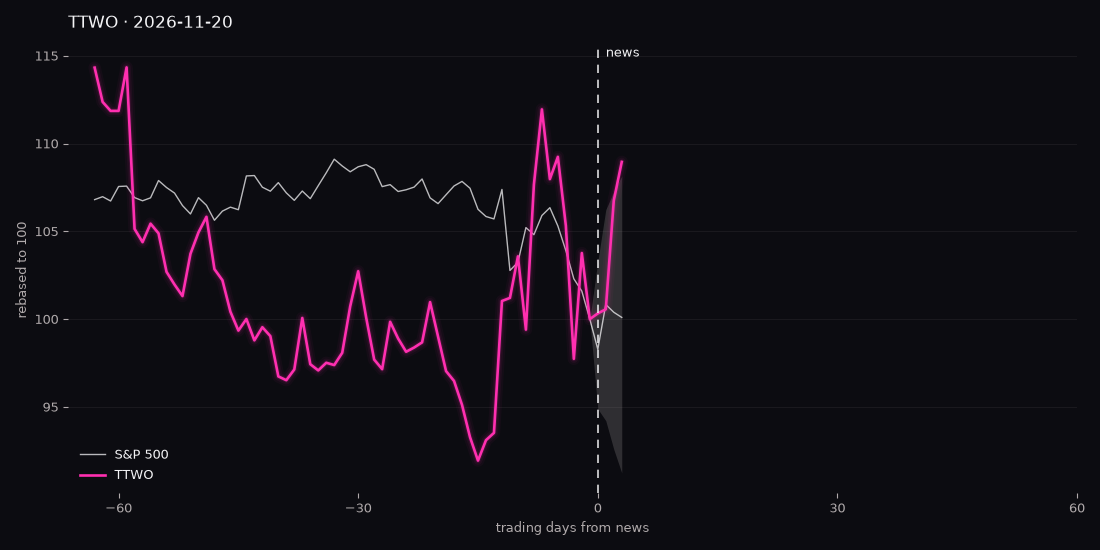 TTWO · 2026-11-20
115
110
105
100
95
rebased to 100
news
S&P 500
TTWO
−60
−30
0
30
60
trading days from news